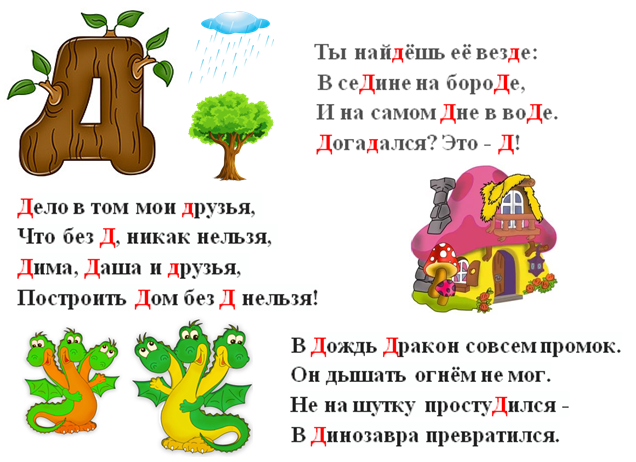 Д
Ты найдёшь её везде:
В сеДине на бороДе,
И на самом Дне в воДе.
Догадался? Это - Д!
Дело в том мои друзья,
Что без Д, никак нельзя,
Дима, Даша и друзья,
Построить Дом без Д нельзя!
В Дождь Дракон совсем промок.
Он дышать огнём не мог.
Не на шутку простуДился -
В Динозавра превратился.